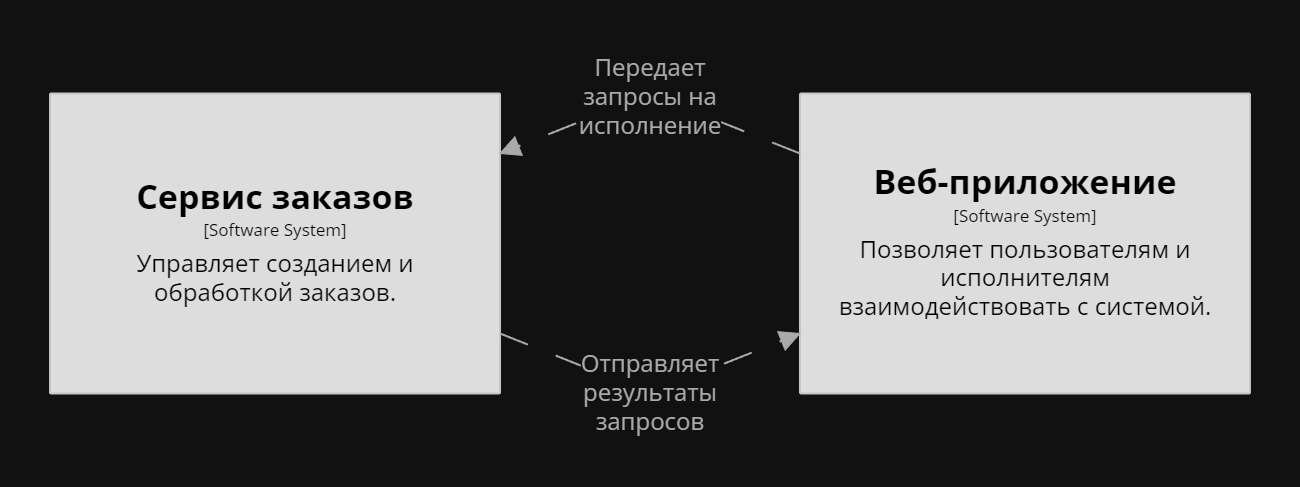 Передает
запросы на
исполнение
Сервис заказов
[Software System]
Управляет созданием и
обработкой заказов.
Веб-приложение
[Software System]
Позволяет пользователям и
исполнителям
взаимодействовать с системой.
Отправляет
результаты
запросов